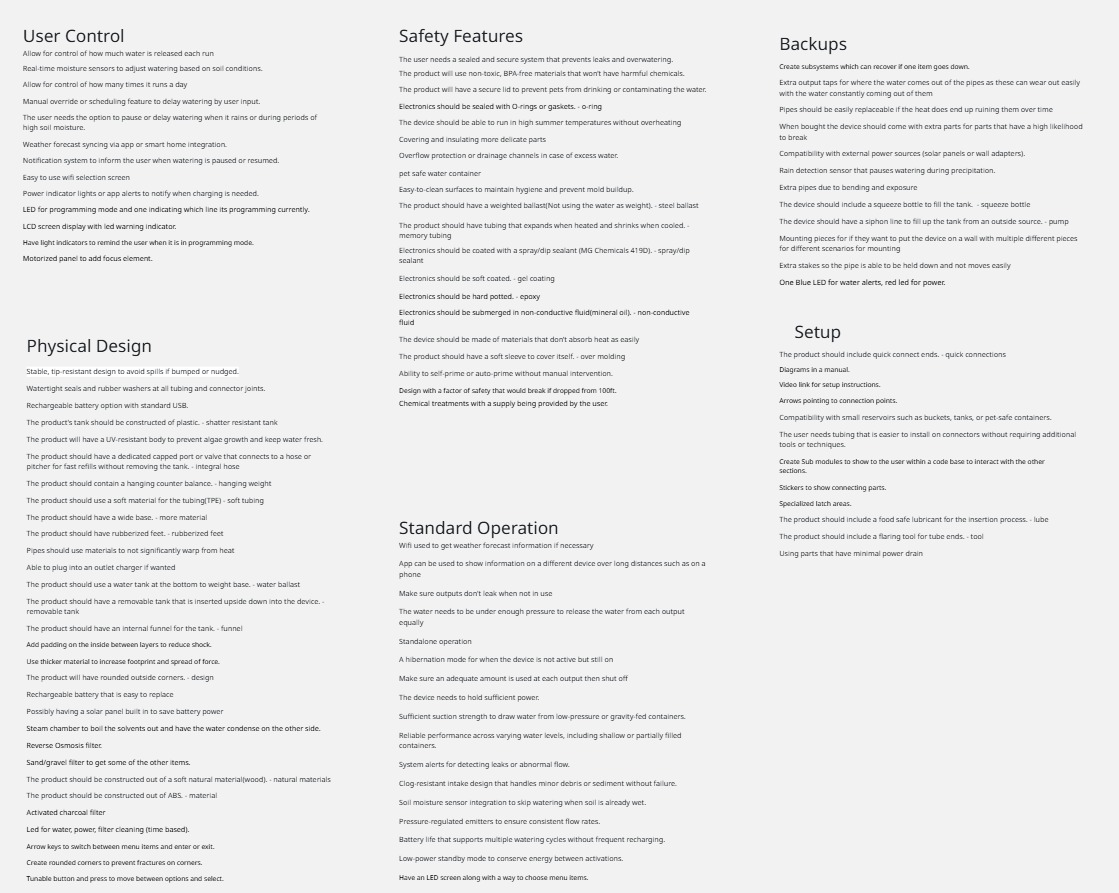 User Control
Allow for control of how much water is released each run
Real-time moisture sensors to adjust watering based on soil conditions.
Allow for control of how many times it runs a day
Manual override or scheduling feature to delay watering by user input.
The user needs the option to pause or delay watering when it rains or during periods of
high soil moisture.
Weather forecast syncing via app or smart home integration.
Notification system to inform the user when watering is paused or resumed.
Easy to use wifi selection screen
Power indicator lights or app alerts to notify when charging is needed.
LED for programming mode and one indicating which line its programming currently.
LCD screen display with led warning indicator.
Have light indicators to remind the user when it is in programming mode.
Motorized panel to add focus element.
Physical Design
Stable, tip-resistant design to avoid spills if bumped or nudged.
Watertight seals and rubber washers at all tubing and connector joints.
Rechargeable battery option with standard USB.
The product's tank should be constructed of plastic. - shatter resistant tank
The product will have a UV-resistant body to prevent algae growth and keep water fresh.
The product should have a dedicated capped port or valve that connects to a hose or
pitcher for fast refills without removing the tank. - integral hose
The product should contain a hanging counter balance. - hanging weight
The product should use a soft material for the tubing(TPE) - soft tubing
The product should have a wide base. - more material
The product should have rubberized feet. - rubberized feet
Pipes should use materials to not significantly warp from heat
Able to plug into an outlet charger if wanted
The product should use a water tank at the bottom to weight base. - water ballast
The product should have a removable tank that is inserted upside down into the device. -
removable tank
The product should have an internal funnel for the tank. - funnel
Add padding on the inside between layers to reduce shock.
Use thicker material to increase footprint and spread of force.
The product will have rounded outside corners. - design
Rechargeable battery that is easy to replace
Possibly having a solar panel built in to save battery power
Steam chamber to boil the solvents out and have the water condense on the other side.
Reverse Osmosis filter.
Sand/gravel filter to get some of the other items.
The product should be constructed out of a soft natural material(wood). - natural materials
The product should be constructed out of ABS. - material
Activated charcoal filter
Led for water, power, filter cleaning (time based).
Arrow keys to switch between menu items and enter or exit.
Create rounded corners to prevent fractures on corners.
Tunable button and press to move between options and select.
Safety Features
The user needs a sealed and secure system that prevents leaks and overwatering.
The product will use non-toxic, BPA-free materials that won't have harmful chemicals.
The product will have a secure lid to prevent pets from drinking or contaminating the water.
Electronics should be sealed with O-rings or gaskets. - o-ring
The device should be able to run in high summer temperatures without overheating
Covering and insulating more delicate parts
Overflow protection or drainage channels in case of excess water.
pet safe water container
Easy-to-clean surfaces to maintain hygiene and prevent mold buildup.
The product should have a weighted ballast(Not using the water as weight). - steel ballast
The product should have tubing that expands when heated and shrinks when cooled. -
memory tubing
Electronics should be coated with a spray/dip sealant (MG Chemicals 419D). - spray/dip
sealant
Electronics should be soft coated. - gel coating
Electronics should be hard potted. - epoxy
Electronics should be submerged in non-conductive fluid(mineral oil). - non-conductive
fluid
The device should be made of materials that don't absorb heat as easily
The product should have a soft sleeve to cover itself. - over molding
Ability to self-prime or auto-prime without manual intervention.
Design with a factor of safety that would break if dropped from 100ft.
Chemical treatments with a supply being provided by the user.
Standard Operation
Wifi used to get weather forecast information if necessary
App can be used to show information on a different device over long distances such as on a
phone
Make sure outputs don't leak when not in use
The water needs to be under enough pressure to release the water from each output
equally
Standalone operation
A hibernation mode for when the device is not active but still on
Make sure an adequate amount is used at each output then shut off
The device needs to hold sufficient power.
Sufficient suction strength to draw water from low-pressure or gravity-fed containers.
Reliable performance across varying water levels, including shallow or partially filled
containers.
System alerts for detecting leaks or abnormal flow.
Clog-resistant intake design that handles minor debris or sediment without failure.
Soil moisture sensor integration to skip watering when soil is already wet.
Pressure-regulated emitters to ensure consistent flow rates.
Battery life that supports multiple watering cycles without frequent recharging.
Low-power standby mode to conserve energy between activations.
Have an LED screen along with a way to choose menu items.
Backups
Create subsystems which can recover if one item goes down.
Extra output taps for where the water comes out of the pipes as these can wear out easily
with the water constantly coming out of them
Pipes should be easily replaceable if the heat does end up ruining them over time
When bought the device should come with extra parts for parts that have a high likelihood
to break
Compatibility with external power sources (solar panels or wall adapters).
Rain detection sensor that pauses watering during precipitation.
Extra pipes due to bending and exposure
The device should include a squeeze bottle to fill the tank. - squeeze bottle
The device should have a siphon line to fill up the tank from an outside source. - pump
Mounting pieces for if they want to put the device on a wall with multiple different pieces
for different scenarios for mounting
Extra stakes so the pipe is able to be held down and not moves easily
One Blue LED for water alerts, red led for power.
Setup
The product should include quick connect ends. - quick connections
Diagrams in a manual.
Video link for setup instructions.
Arrows pointing to connection points.
Compatibility with small reservoirs such as buckets, tanks, or pet-safe containers.
The user needs tubing that is easier to install on connectors without requiring additional
tools or techniques.
Create Sub modules to show to the user within a code base to interact with the other
sections.
Stickers to show connecting parts.
Specialized latch areas.
The product should include a food safe lubricant for the insertion process. - lube
The product should include a flaring tool for tube ends. - tool
Using parts that have minimal power drain